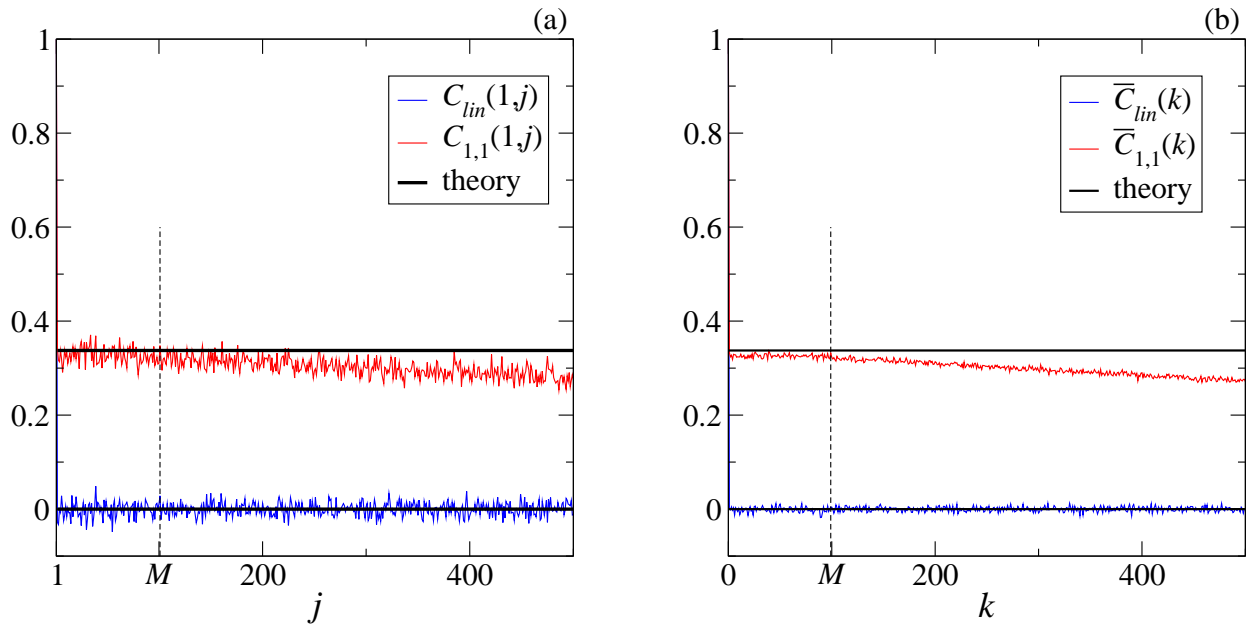 (a)
1
0.8
0.6
0.4
0.2
0
1 M 200 400
j
C_lin(1,j)
C_1,1(1,j)
theory
(b)
1
0.8
0.6
0.4
0.2
0
0 M 200 400
k
C̅_lin(k)
C̅_1,1(k)
theory